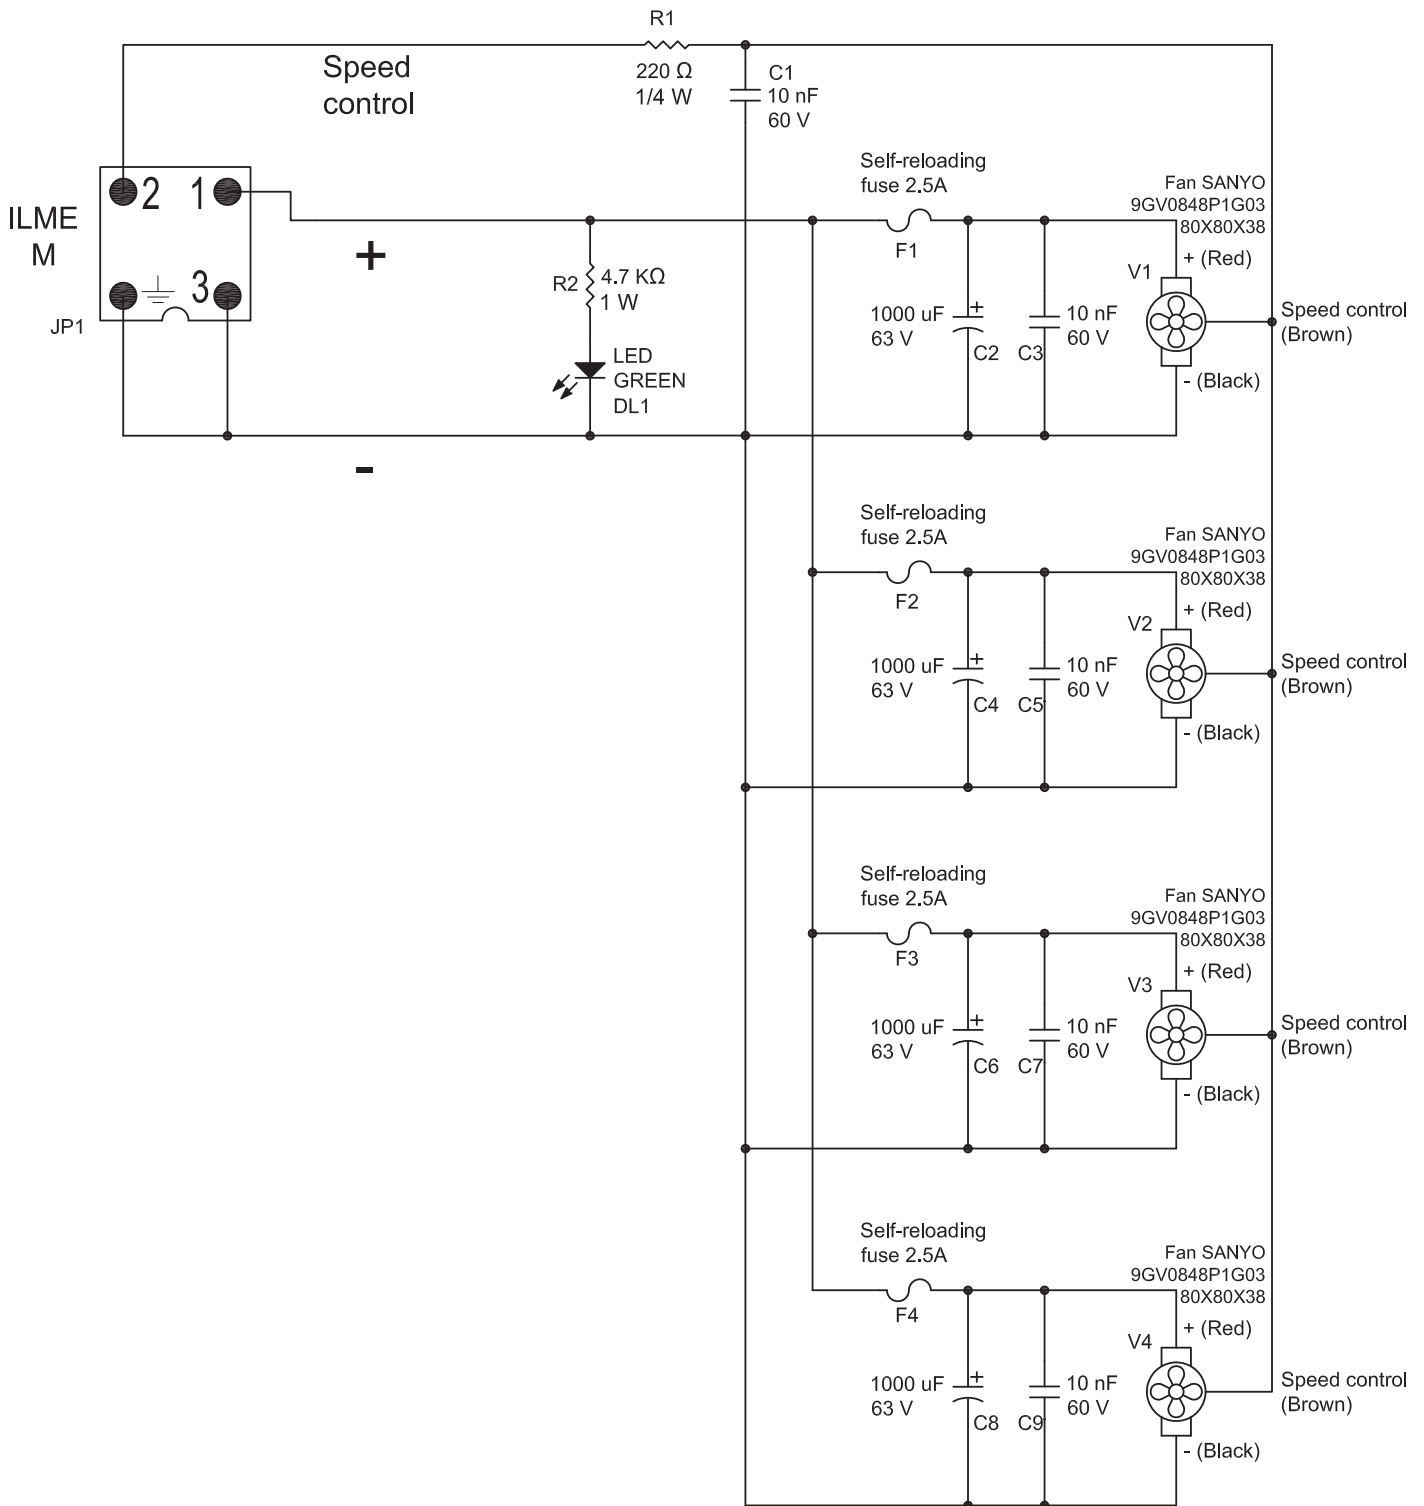 R1
220 Ω
1/4 W
Speed
control
C1
10 nF
60 V
ILME
M
2
1
3
JP1
+
-
R2
4.7 KΩ
1 W
LED
GREEN
DL1
Self-reloading
fuse 2.5A
F1
1000 uF
63 V
+
C2
C3
10 nF
60 V
Fan SANYO
9GV0848P1G03
80X80X38
+ (Red)
V1
Speed control
(Brown)
- (Black)
Self-reloading
fuse 2.5A
F2
1000 uF
63 V
+
C4
C5
10 nF
60 V
Fan SANYO
9GV0848P1G03
80X80X38
+ (Red)
V2
Speed control
(Brown)
- (Black)
Self-reloading
fuse 2.5A
F3
1000 uF
63 V
+
C6
C7
10 nF
60 V
Fan SANYO
9GV0848P1G03
80X80X38
+ (Red)
V3
Speed control
(Brown)
- (Black)
Self-reloading
fuse 2.5A
F4
1000 uF
63 V
+
C8
C9
10 nF
60 V
Fan SANYO
9GV0848P1G03
80X80X38
+ (Red)
V4
Speed control
(Brown)
- (Black)